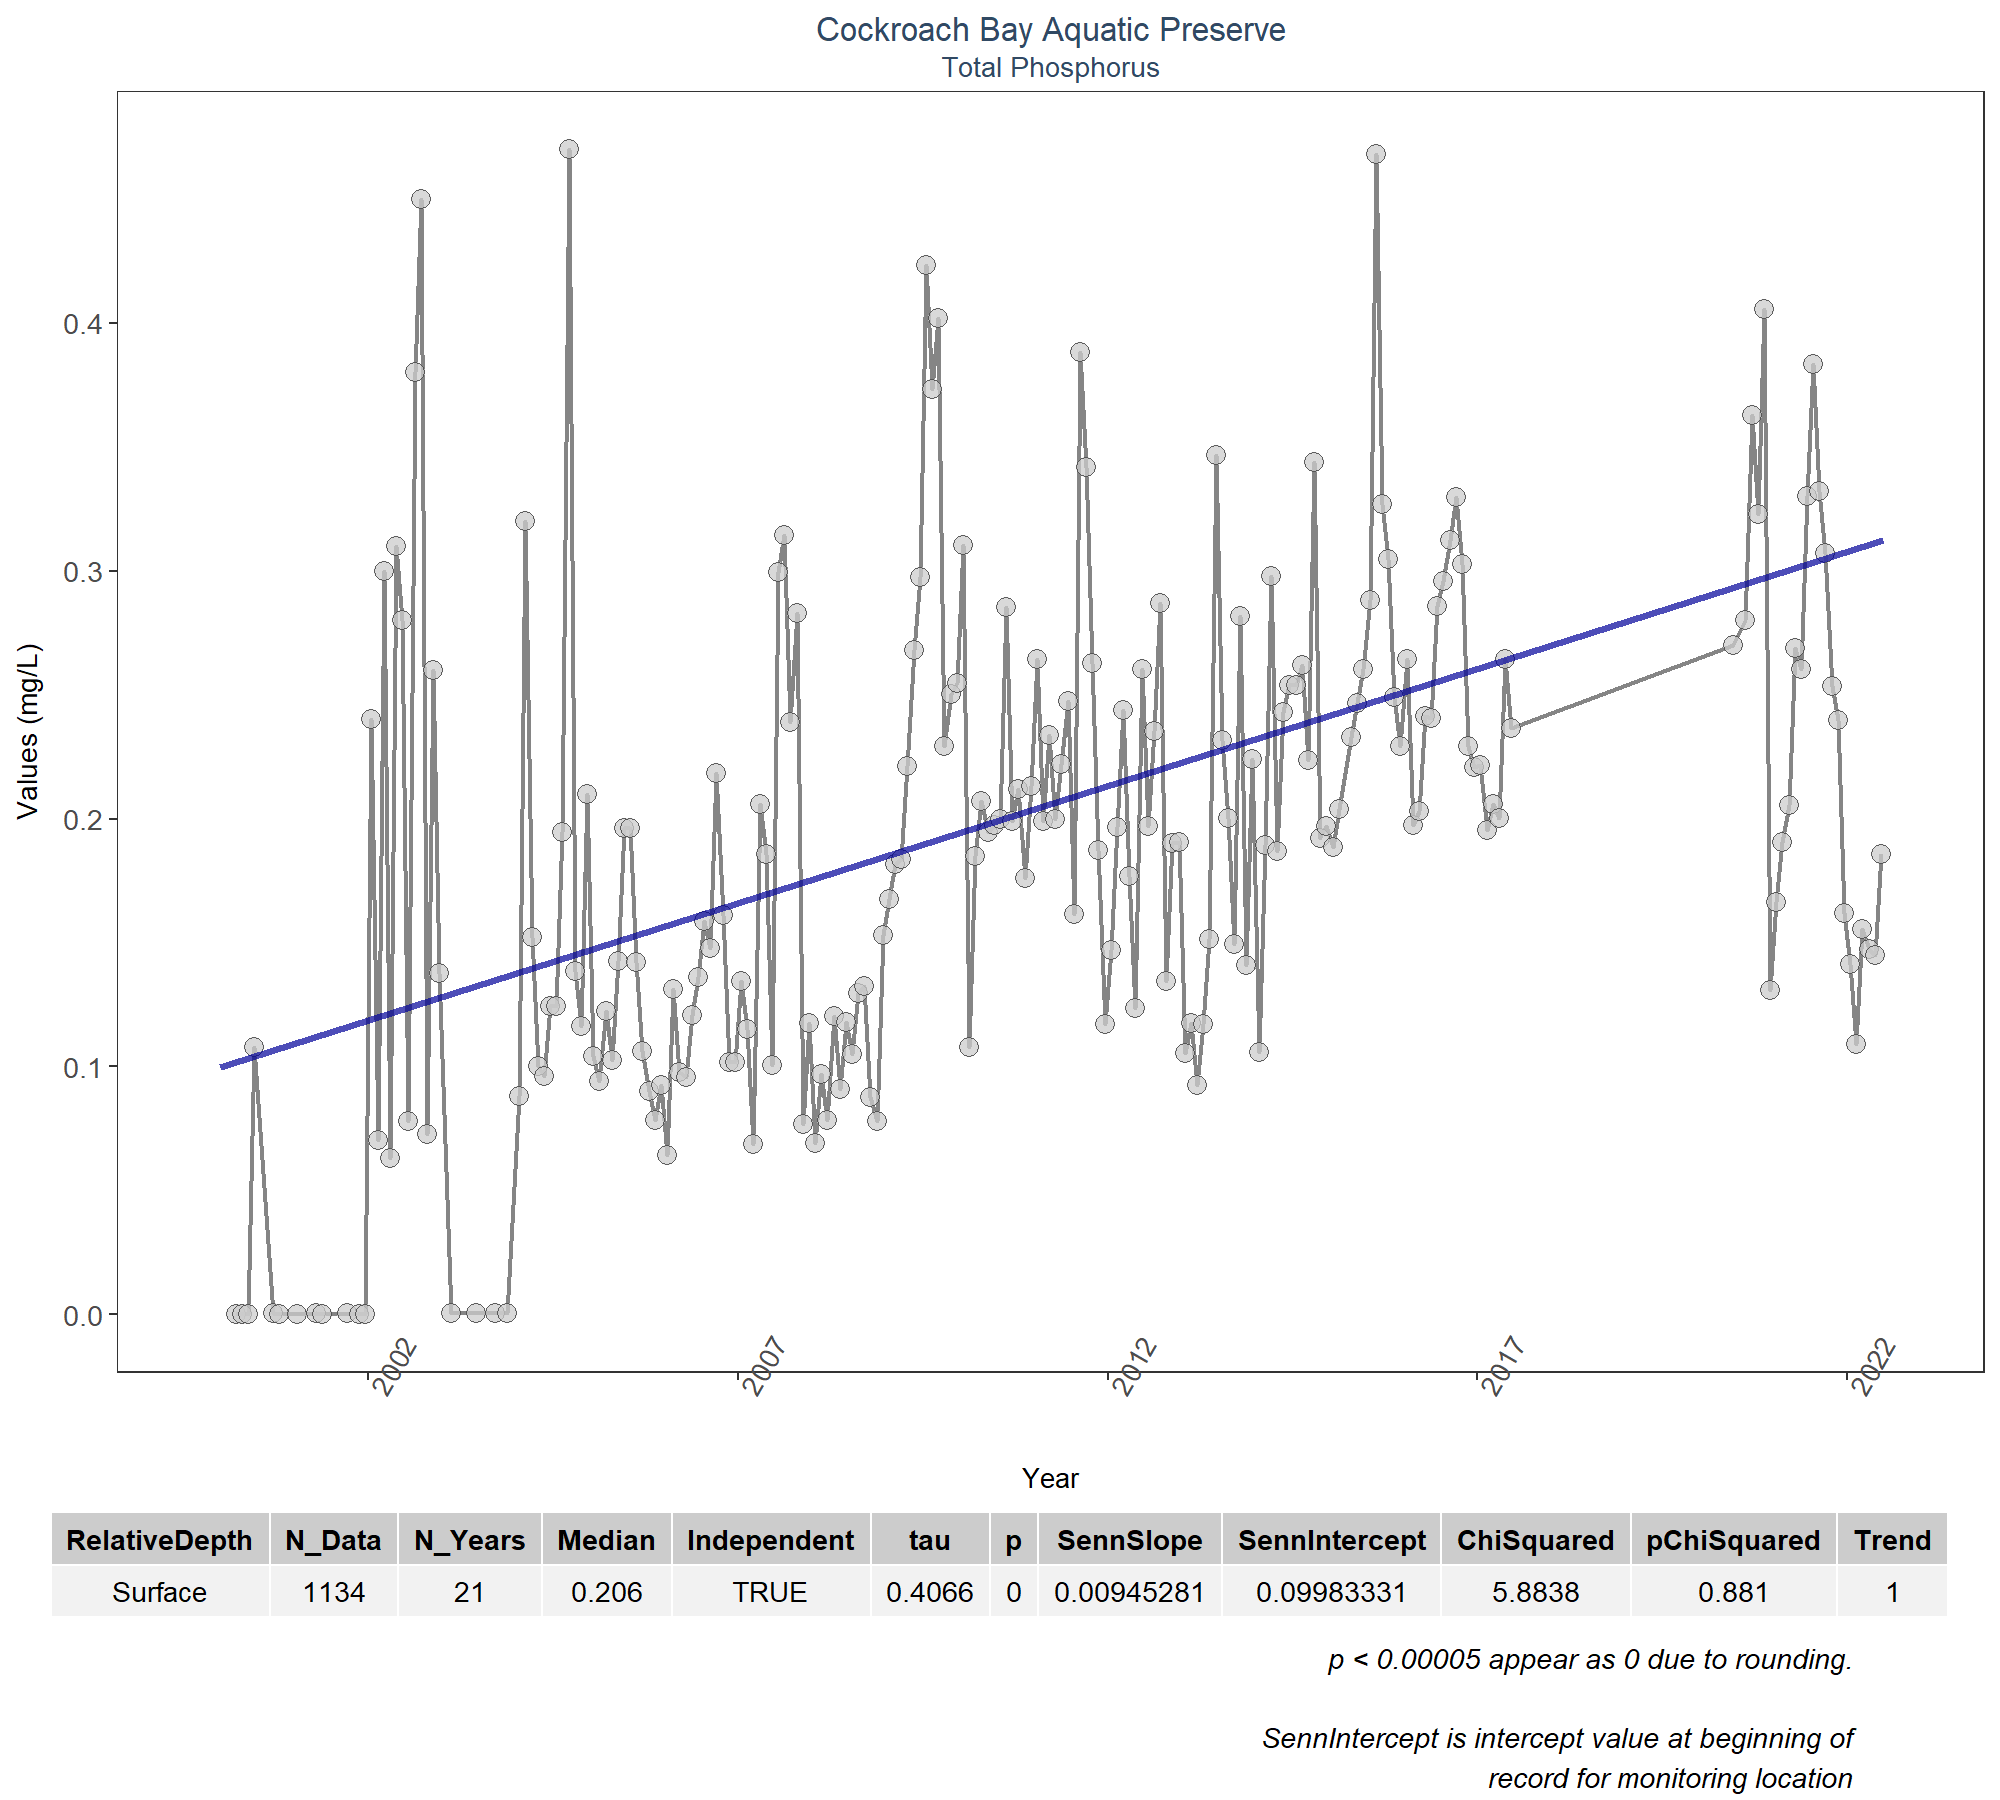 Cockroach Bay Aquatic Preserve
Total Phosphorus
Values (mg/L)
0.4
0.3
0.2
0.1
0.0
2002 2007 2012 2017 2022
Year
RelativeDepth N_Data N_Years Median Independent tau p SennSlope SennIntercept ChiSquared pChiSquared Trend
Surface 1134 21 0.206 TRUE 0.4066 0 0.00945281 0.09983331 5.8838 0.881 1
p < 0.00005 appear as 0 due to rounding.
SennIntercept is intercept value at beginning of
record for monitoring location